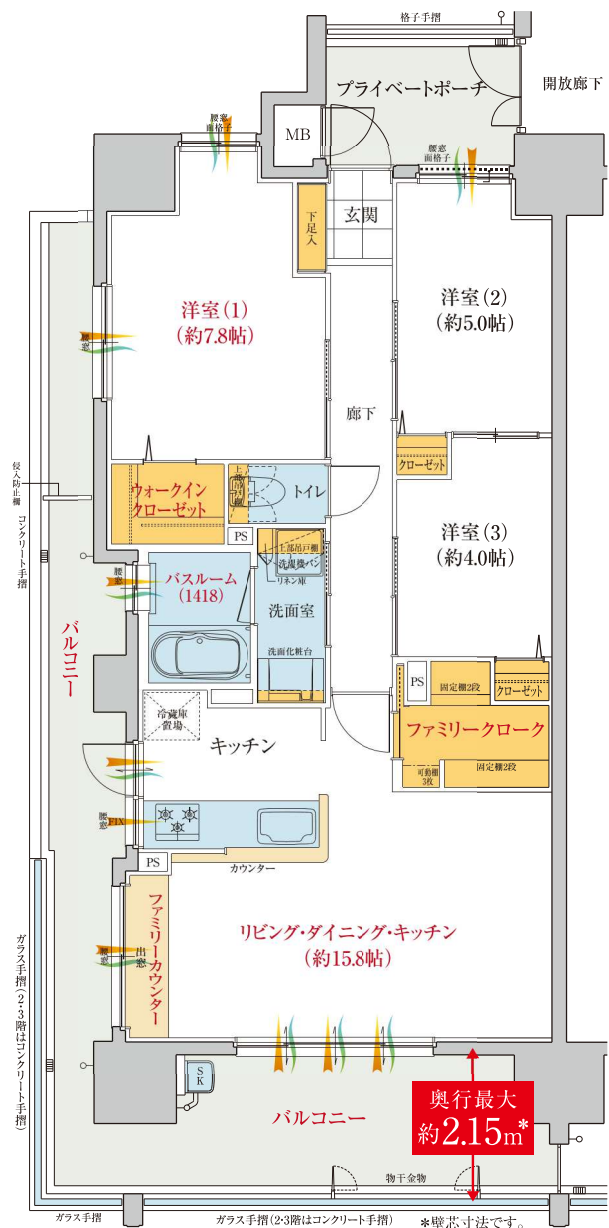 格子手摺
プライベートポーチ
開放廊下
腰窓
面格子
MB
腰窓
面格子
下足入
玄関
洋室(1)
(約7.8帖)
洋室(2)
(約5.0帖)
腰窓
廊下
クローゼット
ウォークイン
クローゼット
上部吊戸棚
トイレ
洋室(3)
(約4.0帖)
侵入防止柵
コンクリート手摺
PS
上部吊戸棚
洗濯機パン
リネン庫
腰窓
バスルーム
(1418)
洗面室
バルコニー
洗面化粧台
PS
固定棚2段
クローゼット
冷蔵庫
置場
キッチン
ファミリークローク
可動棚
3枚
固定棚2段
腰窓
FIX
PS
カウンター
ファミリーカウンター
リビング・ダイニング・キッチン
(約15.8帖)
腰窓
出窓
ガラス手摺(2・3階はコンクリート手摺)
SK
バルコニー
奥行最大
約2.15m*
物干金物
ガラス手摺
ガラス手摺(2・3階はコンクリート手摺)
*壁芯寸法です。